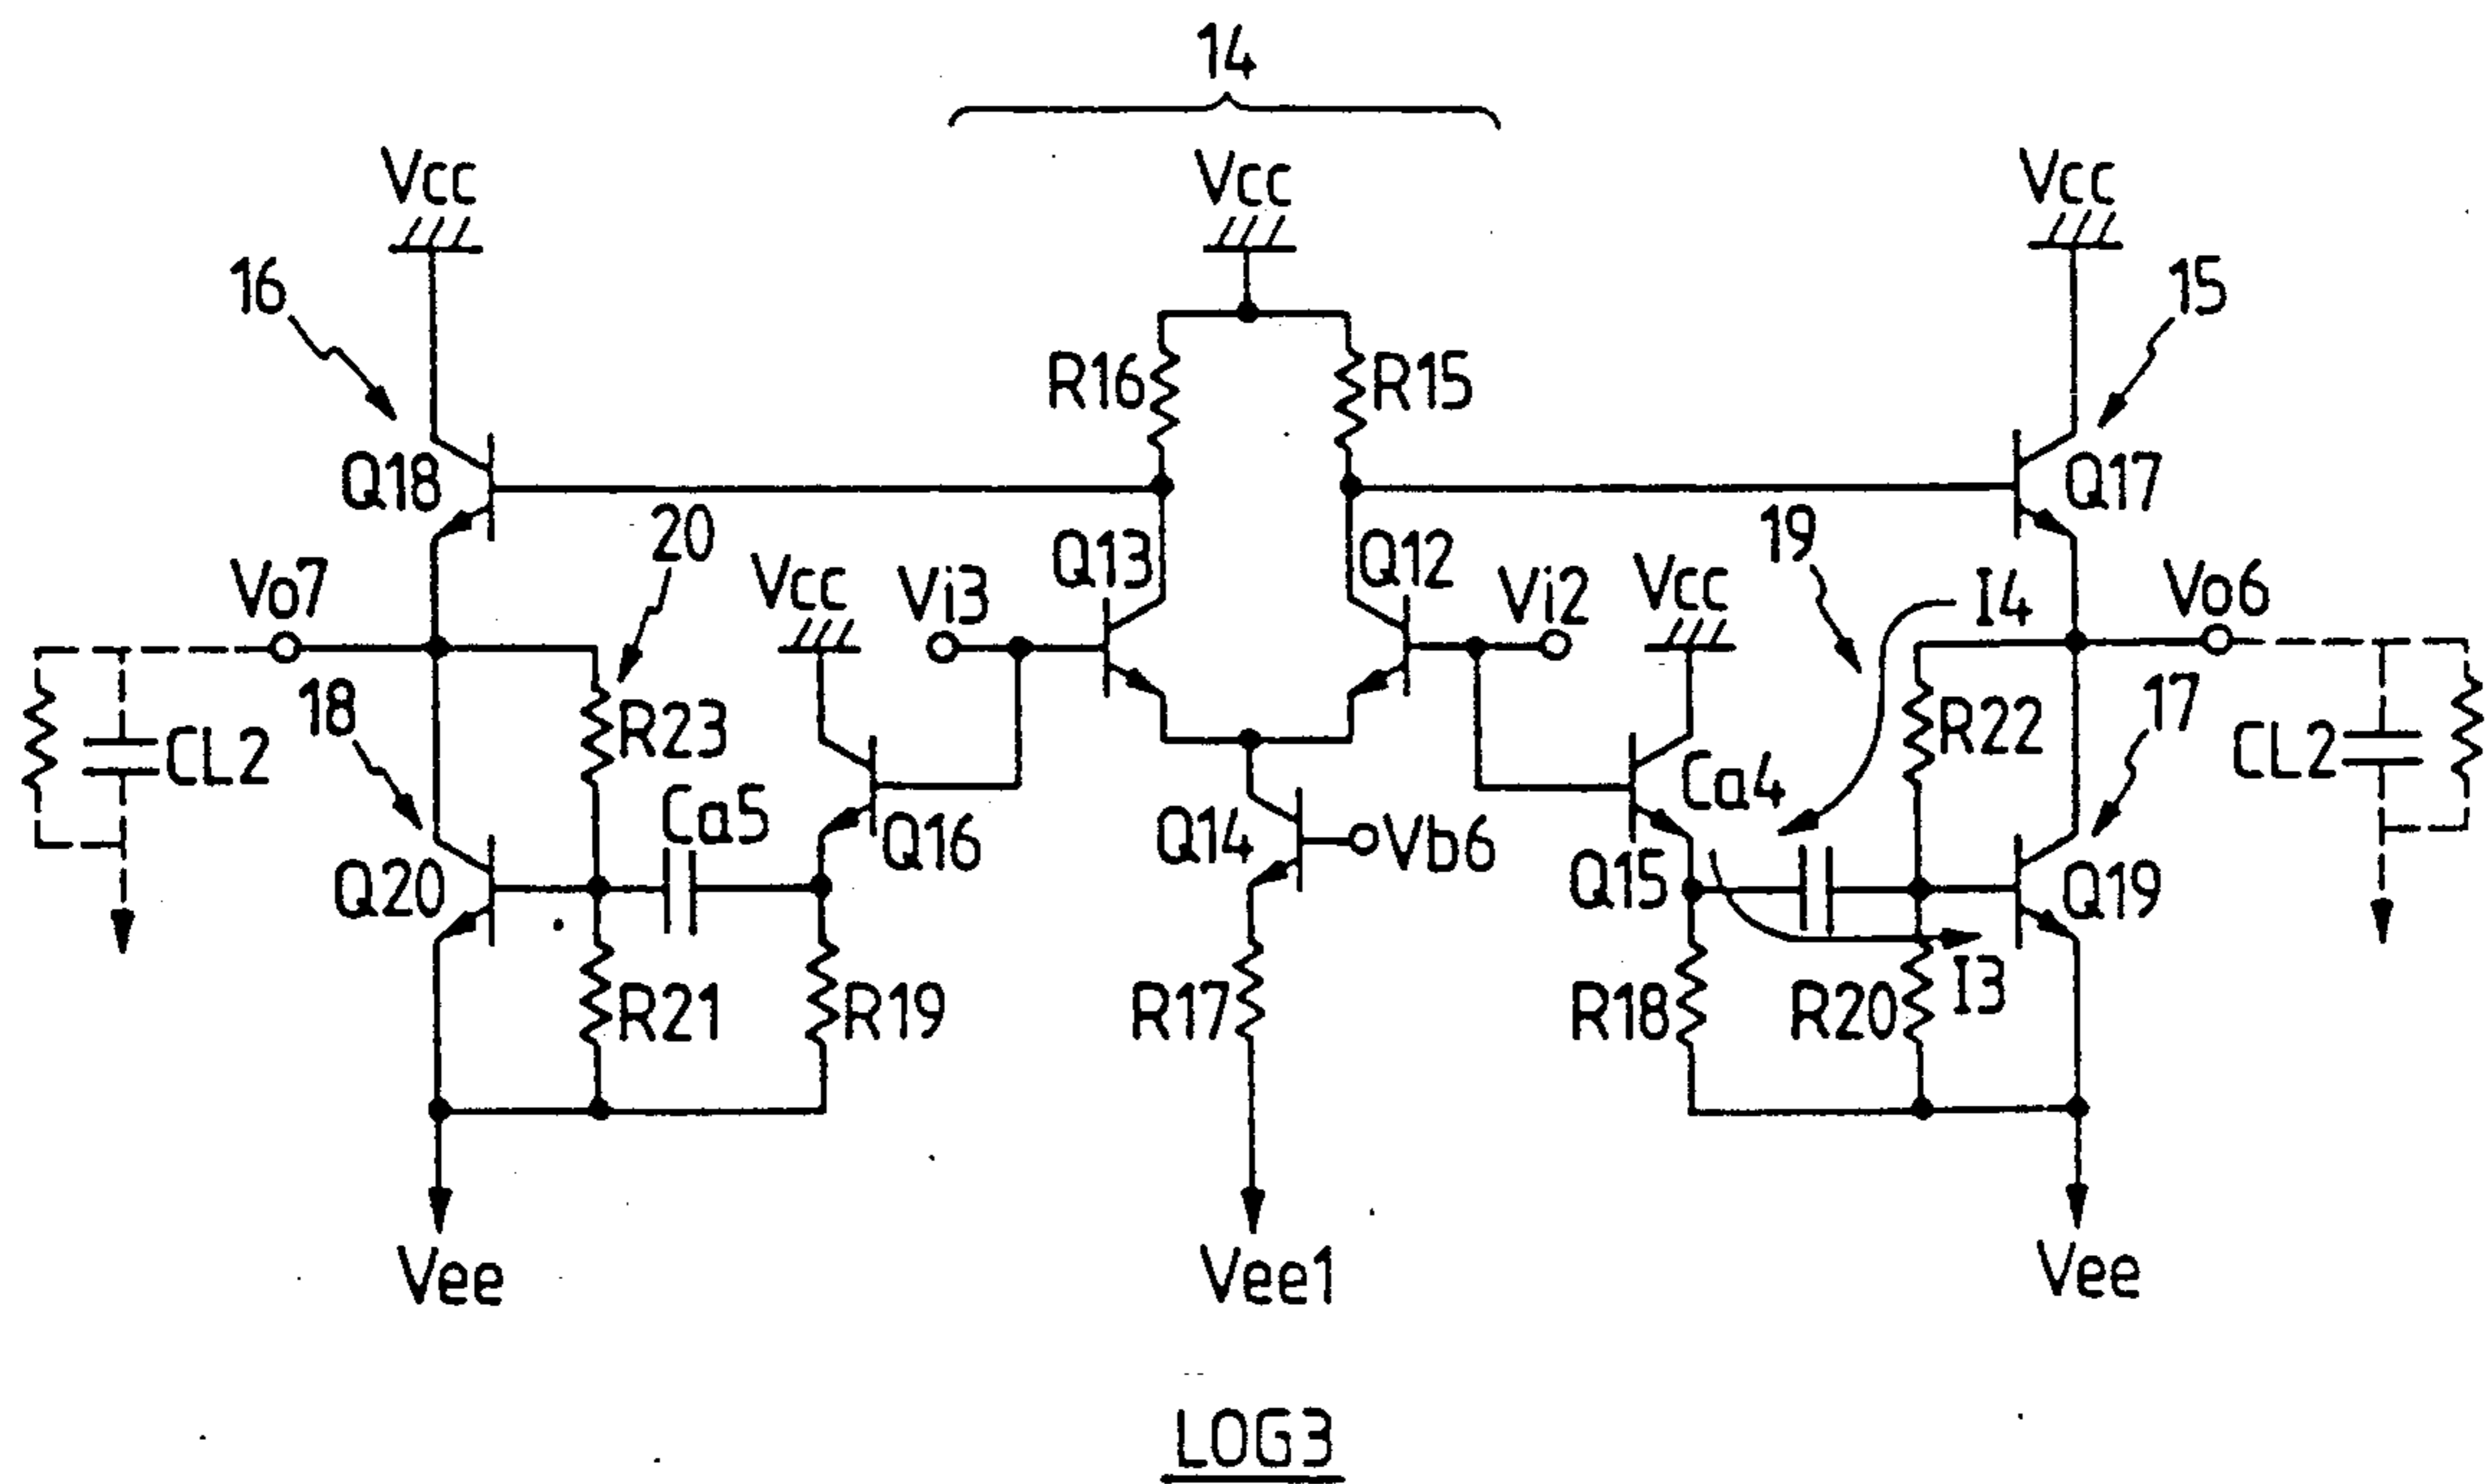 14
Vcc Vcc Vcc
16 15
R16 R15
Q18 Q17
20 19
Q13 Q12
Vo7 Vcc Vi3 Vi2 Vcc I4 Vo6
18 17
R23 R22
CL2 CL2
Ca5 Ca4
Q16 Q14 Vb6
Q20 Q15 Q19
R21 R19 R17 R18 R20 I3
Vee Vee1 Vee
LOG3